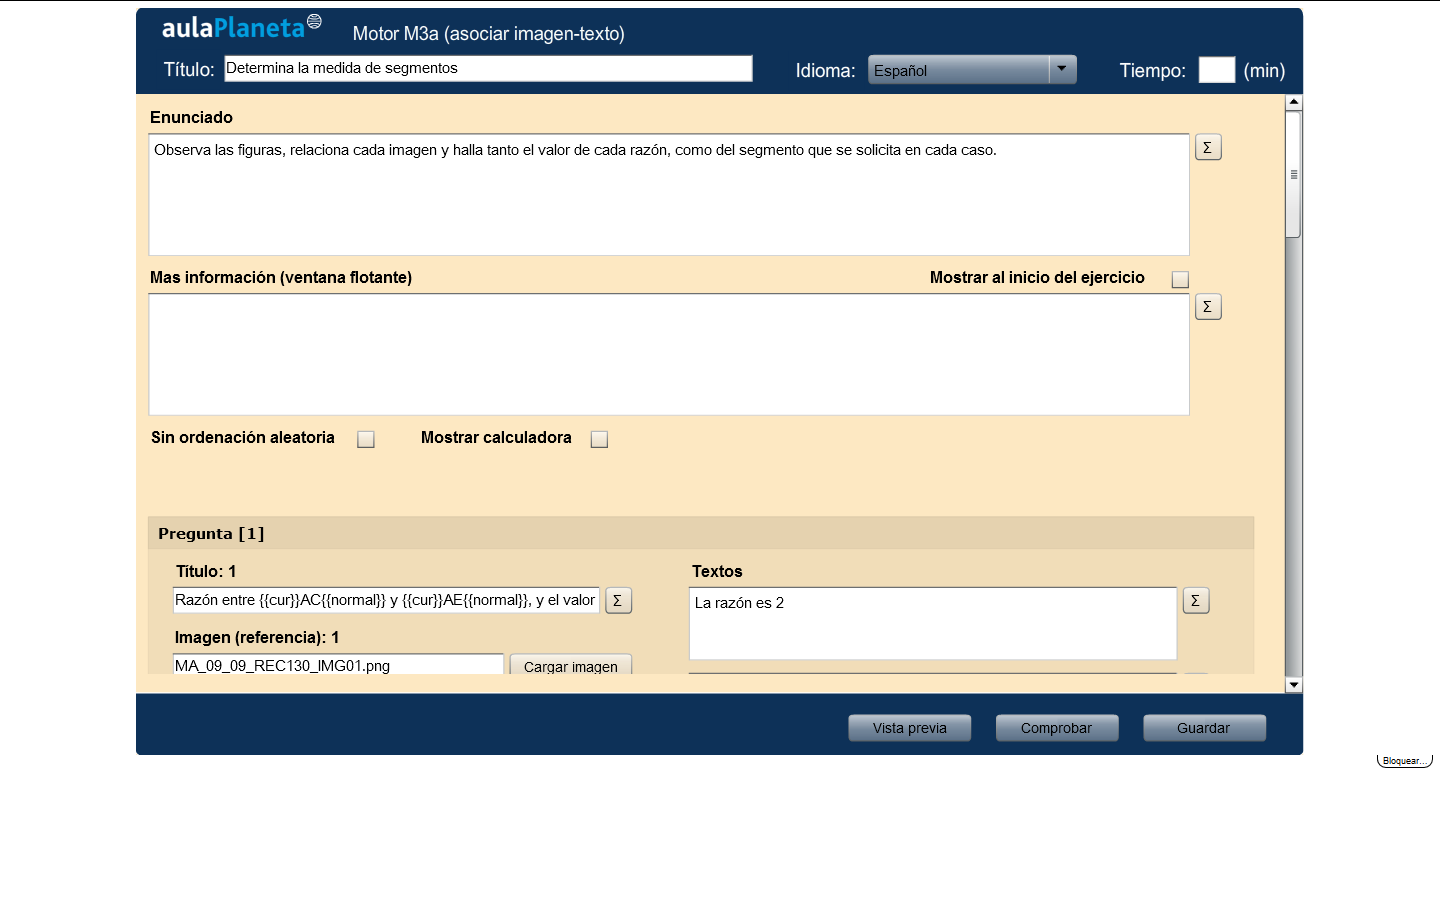 aulaPlaneta
Motor M3a (asociar imagen-texto)
Título: Determina la medida de segmentos
Idioma: Español
Tiempo: (min)
Enunciado
Observa las figuras, relaciona cada imagen y halla tanto el valor de cada razón, como del segmento que se solicita en cada caso.
Σ
Mas información (ventana flotante)
Mostrar al inicio del ejercicio
Σ
Sin ordenación aleatoria
Mostrar calculadora
Pregunta [1]
Título: 1
Razón entre {{cur}}AC{{normal}} y {{cur}}AE{{normal}}, y el valor
Σ
Imagen (referencia): 1
MA_09_09_REC130_IMG01.png
Cargar imagen
Textos
La razón es 2
Σ
Vista previa
Comprobar
Guardar
Bloquear...